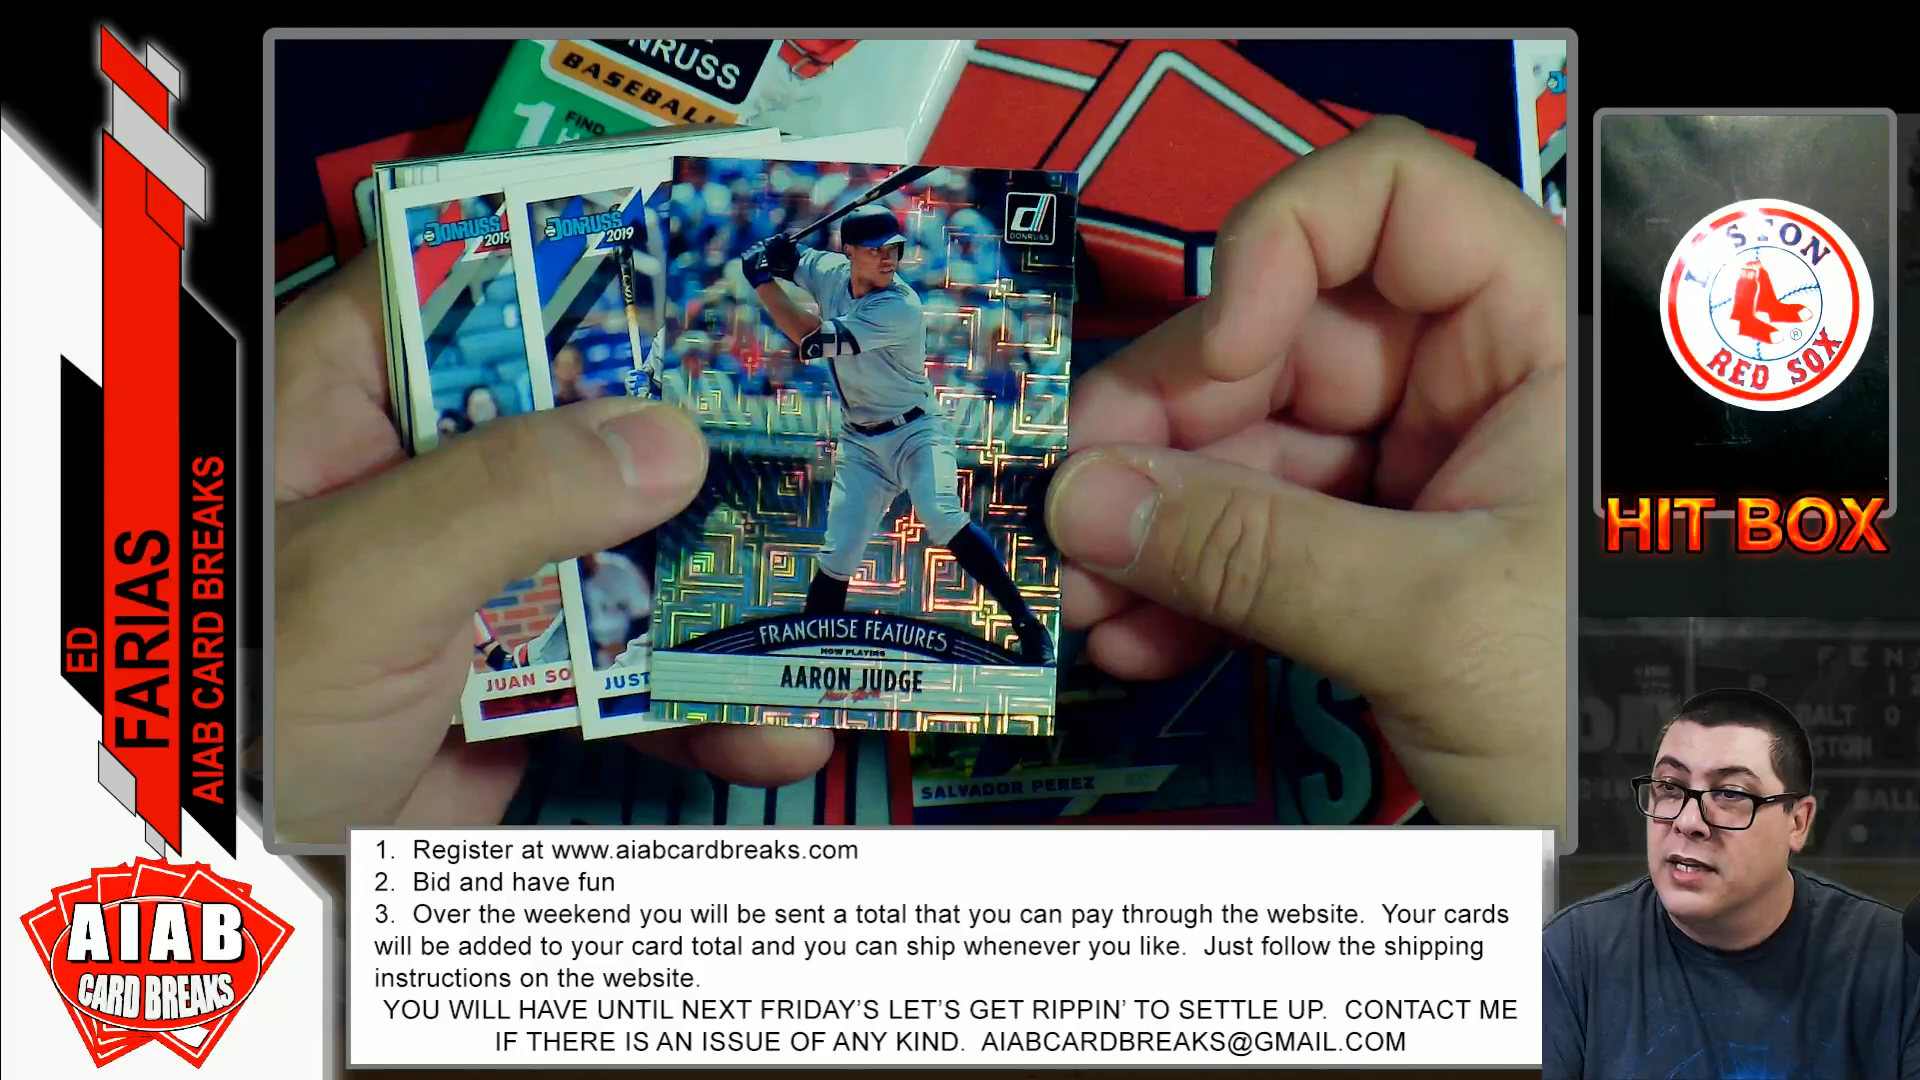 ED
FARIAS
AIAB CARD BREAKS
AIAB
CARD BREAKS
DONRUSS
BASEBALL
FIND
DONRUSS
2019
DONRUSS
2019
DONRUSS
FRANCHISE FEATURES
NOW PLAYING
AARON JUDGE
JUAN SO
JUST
SALVADOR PEREZ
BOSTON
RED SOX
®
HIT BOX
1. Register at www.aiabcardbreaks.com
2. Bid and have fun
3. Over the weekend you will be sent a total that you can pay through the website. Your cards
will be added to your card total and you can ship whenever you like. Just follow the shipping
instructions on the website.
YOU WILL HAVE UNTIL NEXT FRIDAY'S LET'S GET RIPPIN' TO SETTLE UP. CONTACT ME
IF THERE IS AN ISSUE OF ANY KIND. AIABCARDBREAKS@GMAIL.COM